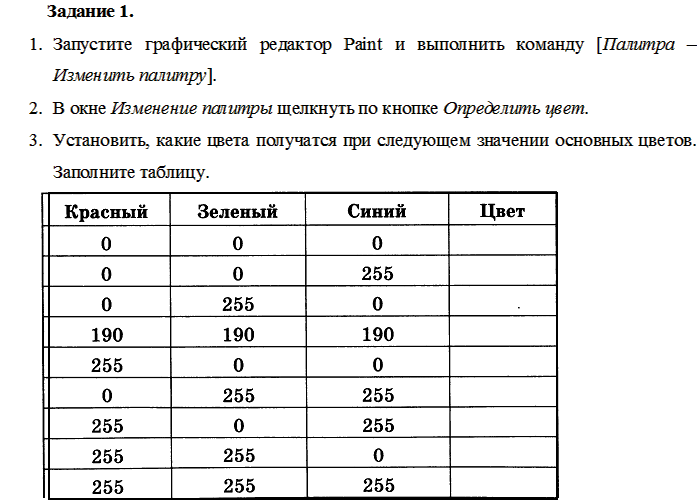 Задание 1.
1. Запустите графический редактор Paint и выполнить команду [Палитра –
Изменить палитру].
2. В окне Изменение палитры щелкнуть по кнопке Определить цвет.
3. Установить, какие цвета получатся при следующем значении основных цветов.
Заполните таблицу.
Красный Зеленый Синий Цвет
0 0 0
0 0 255
0 255 0
190 190 190
255 0 0
0 255 255
255 0 255
255 255 0
255 255 255